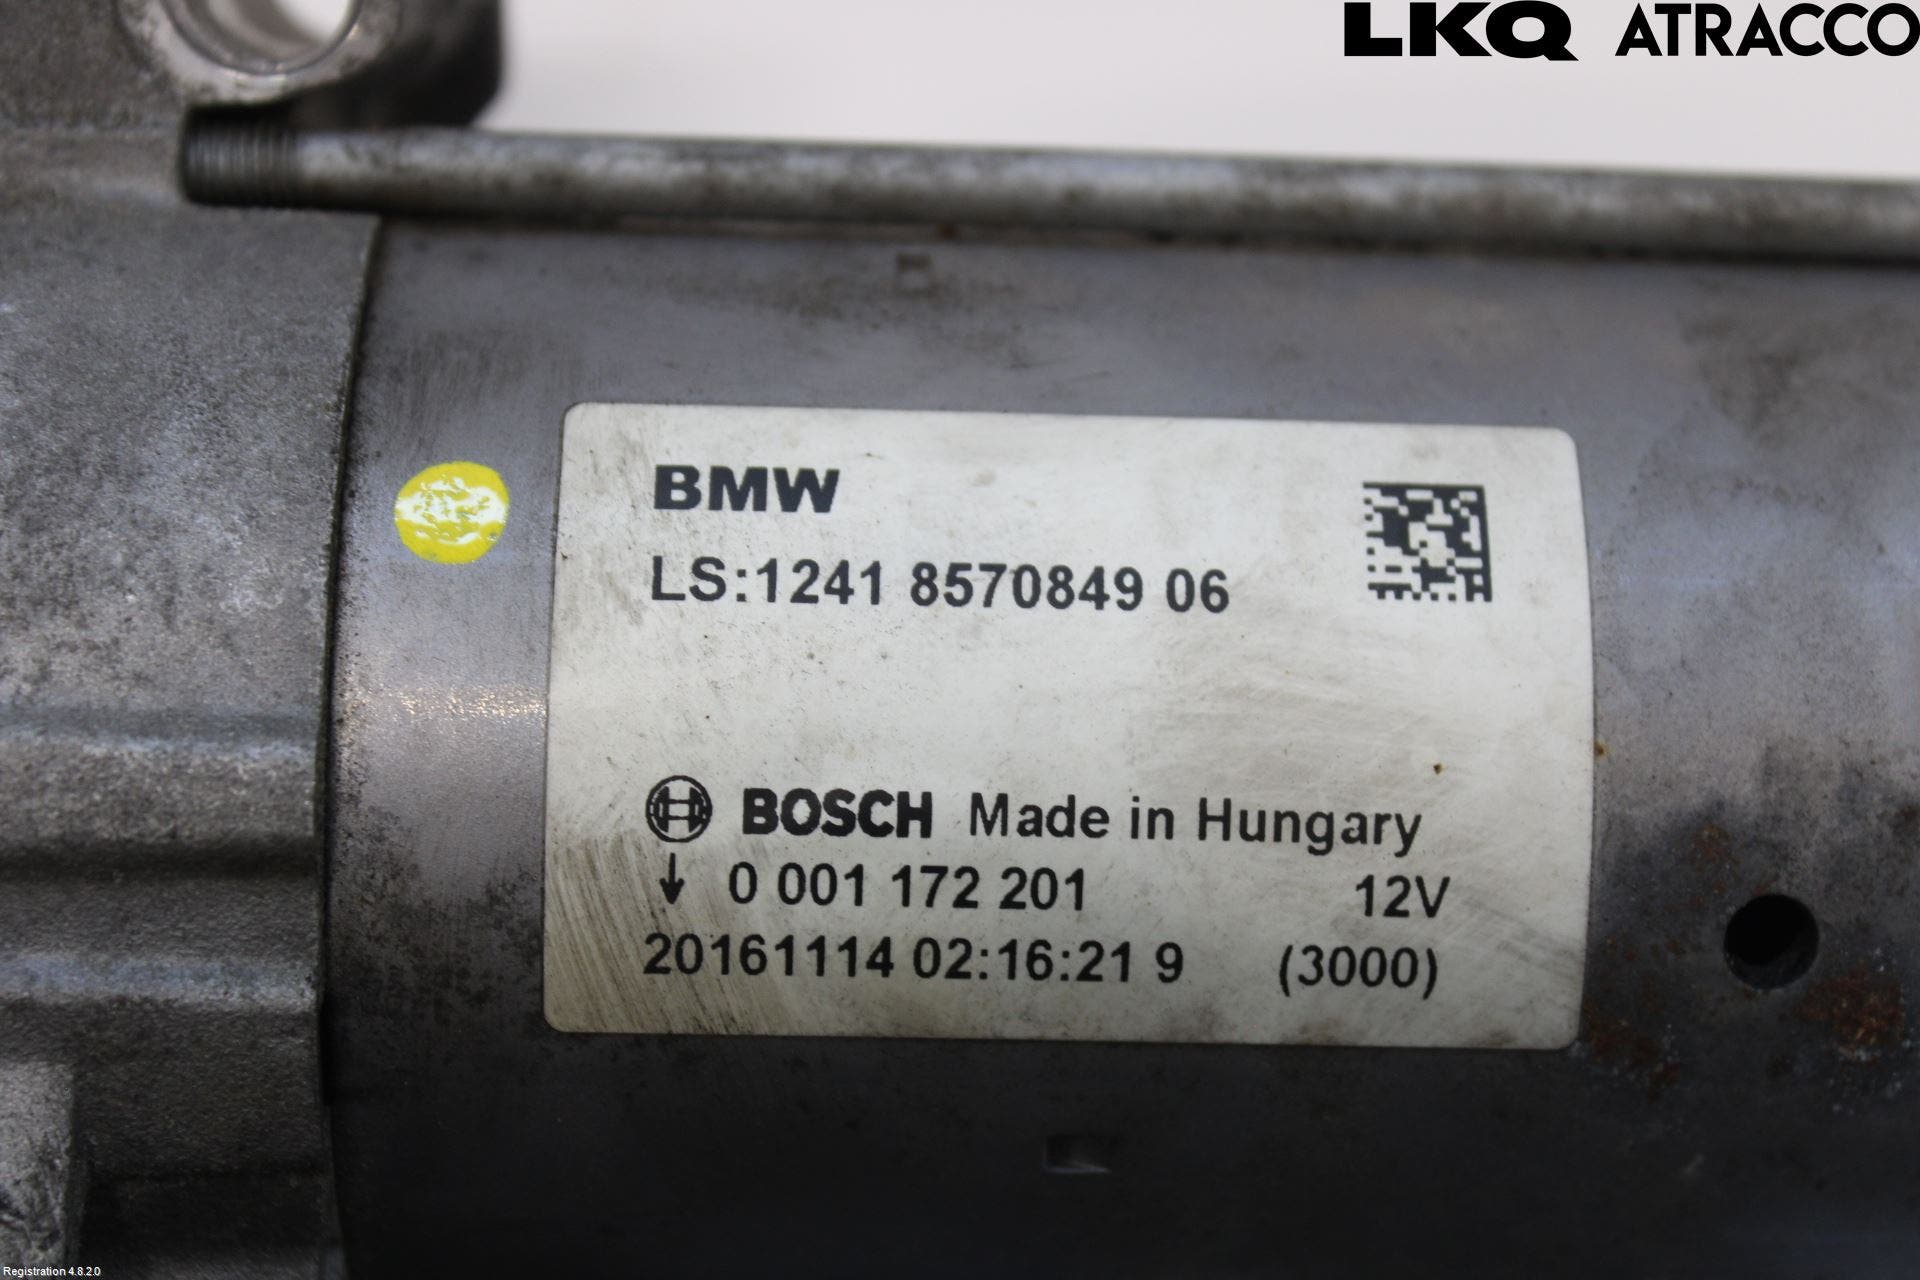 LKQ ATRACCO
BMW
LS:1241 8570849 06
BOSCH Made in Hungary
↓ 0 001 172 201 12V
20161114 02:16:21 9 (3000)
Registration 4.8.2.0